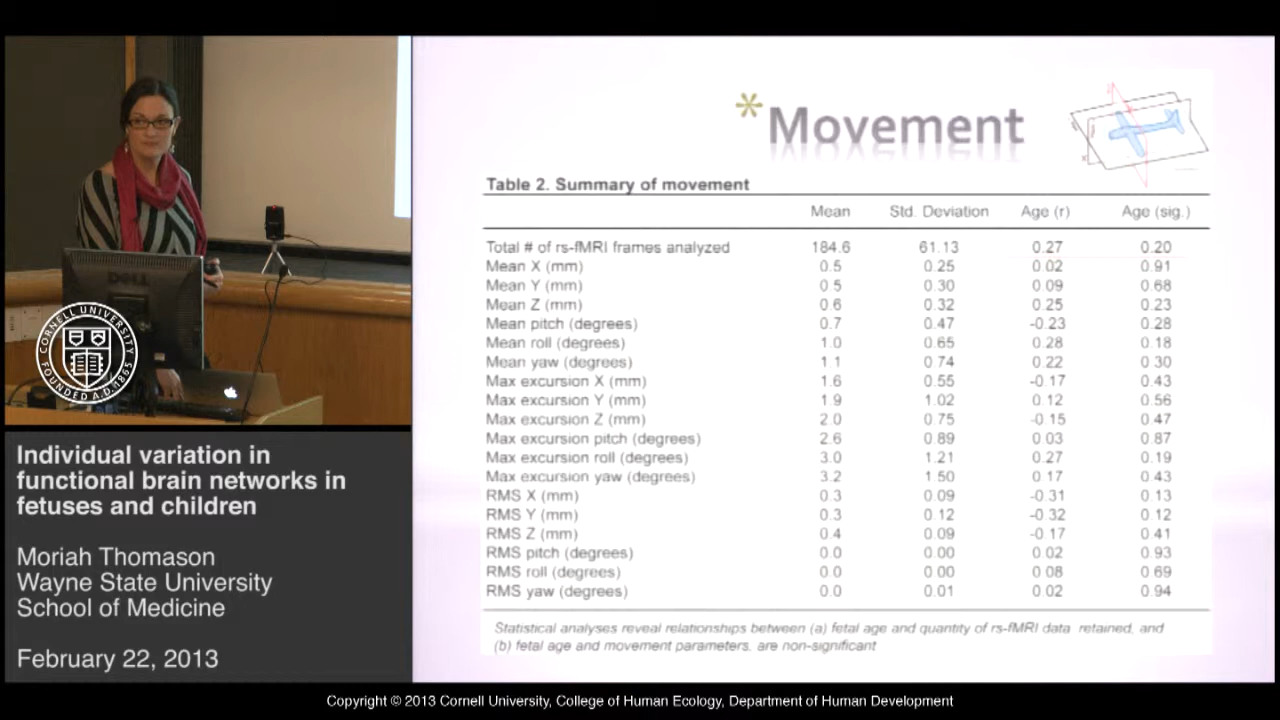 DELL
CORNELL UNIVERSITY
FOUNDED A.D. 1865
Individual variation in
functional brain networks in
fetuses and children
Moriah Thomason
Wayne State University
School of Medicine
February 22, 2013
*Movement
Table 2. Summary of movement
Mean Std. Deviation Age (r) Age (sig.)
Total # of rs-fMRI frames analyzed 184.6 61.13 0.27 0.20
Mean X (mm) 0.5 0.25 0.02 0.91
Mean Y (mm) 0.5 0.30 0.09 0.68
Mean Z (mm) 0.6 0.32 0.25 0.23
Mean pitch (degrees) 0.7 0.47 -0.23 0.28
Mean roll (degrees) 1.0 0.65 0.28 0.18
Mean yaw (degrees) 1.1 0.74 0.22 0.30
Max excursion X (mm) 1.6 0.55 -0.17 0.43
Max excursion Y (mm) 1.9 1.02 0.12 0.56
Max excursion Z (mm) 2.0 0.75 -0.15 0.47
Max excursion pitch (degrees) 2.6 0.89 0.03 0.87
Max excursion roll (degrees) 3.0 1.21 0.27 0.19
Max excursion yaw (degrees) 3.2 1.50 0.17 0.43
RMS X (mm) 0.3 0.09 -0.31 0.13
RMS Y (mm) 0.3 0.12 -0.32 0.12
RMS Z (mm) 0.4 0.09 -0.17 0.41
RMS pitch (degrees) 0.0 0.00 0.02 0.93
RMS roll (degrees) 0.0 0.00 0.08 0.69
RMS yaw (degrees) 0.0 0.01 0.02 0.94
Statistical analyses reveal relationships between (a) fetal age and quantity of rs-fMRI data retained, and
(b) fetal age and movement parameters, are non-significant
Copyright © 2013 Cornell University, College of Human Ecology, Department of Human Development